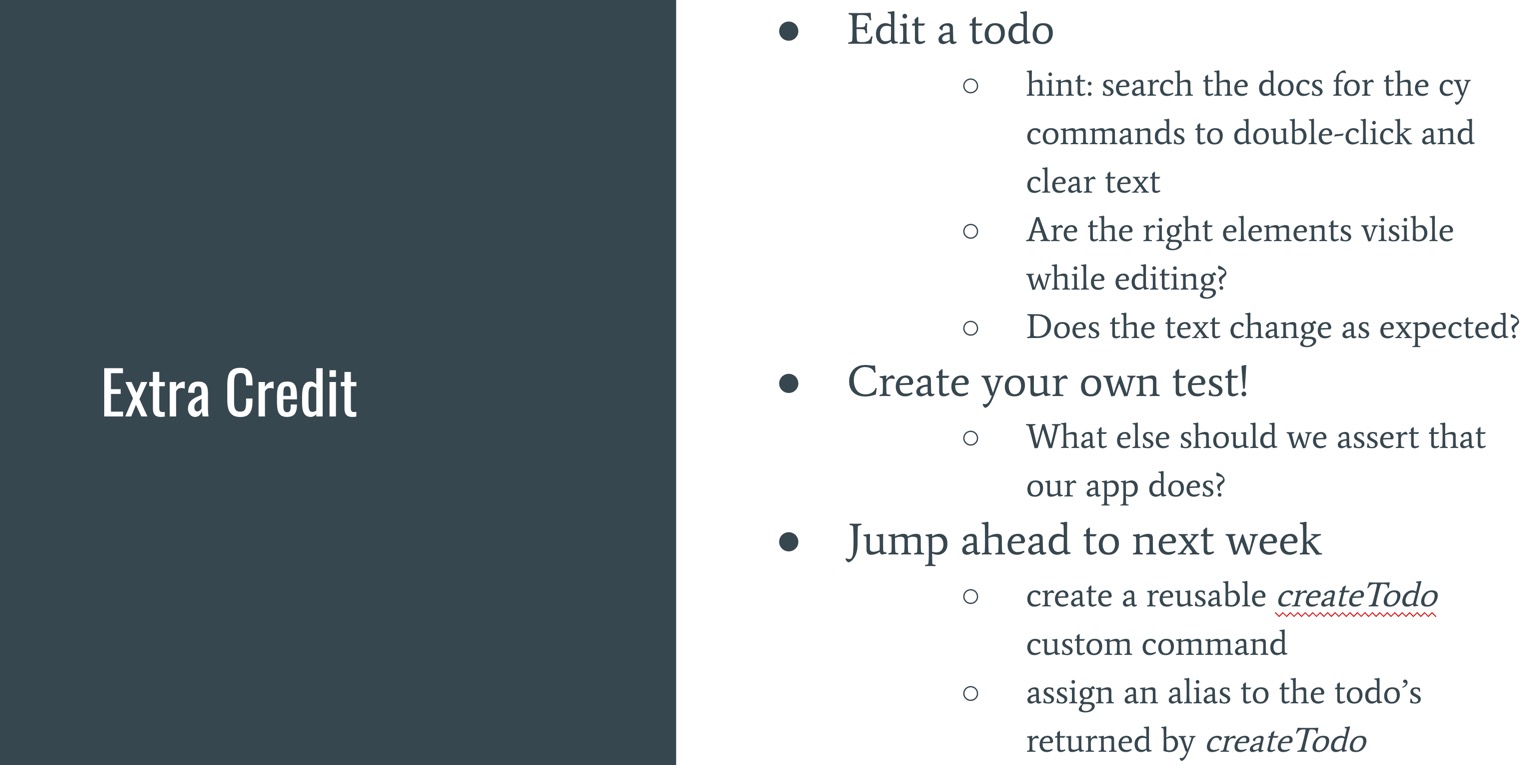 Extra Credit
● Edit a todo
○ hint: search the docs for the cy
commands to double-click and
clear text
○ Are the right elements visible
while editing?
○ Does the text change as expected?
● Create your own test!
○ What else should we assert that
our app does?
● Jump ahead to next week
○ create a reusable createTodo
custom command
○ assign an alias to the todo’s
returned by createTodo